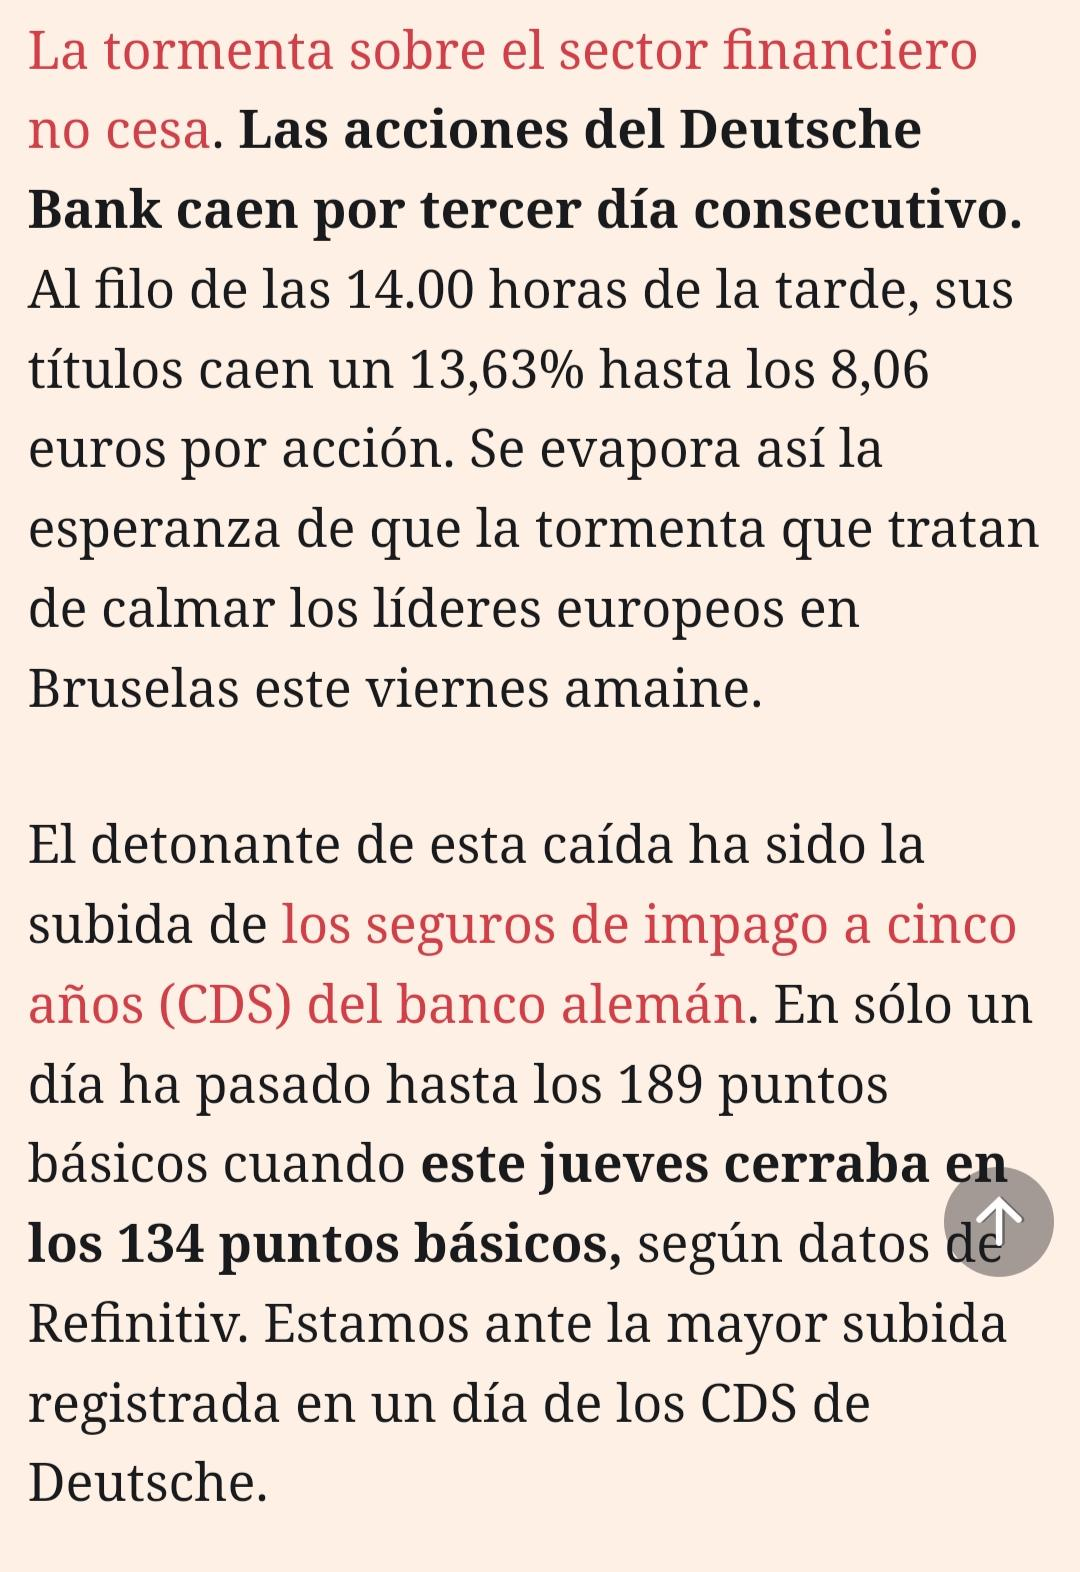 La tormenta sobre el sector financiero
no cesa. Las acciones del Deutsche
Bank caen por tercer día consecutivo.
Al filo de las 14.00 horas de la tarde, sus
títulos caen un 13,63% hasta los 8,06
euros por acción. Se evapora así la
esperanza de que la tormenta que tratan
de calmar los líderes europeos en
Bruselas este viernes amaine.
El detonante de esta caída ha sido la
subida de los seguros de impago a cinco
años (CDS) del banco alemán. En sólo un
día ha pasado hasta los 189 puntos
básicos cuando este jueves cerraba en
los 134 puntos básicos, según datos de
Refinitiv. Estamos ante la mayor subida
registrada en un día de los CDS de
Deutsche.